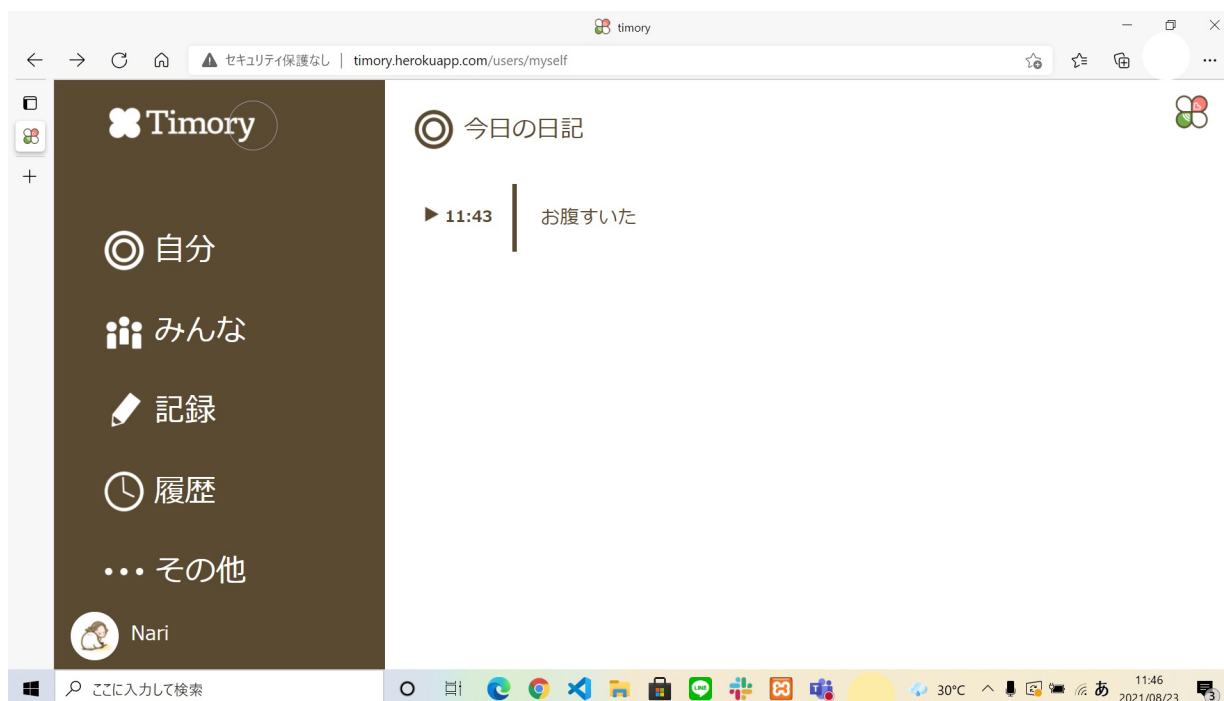 timory
セキュリティ保護なし | timory.herokuapp.com/users/myself
Timory
今日の日記
11:43 お腹すいた
自分
みんな
記録
履歴
その他
Nari
ここに入力して検索
LINE
30°C
あ
11:46
2021/08/23
3